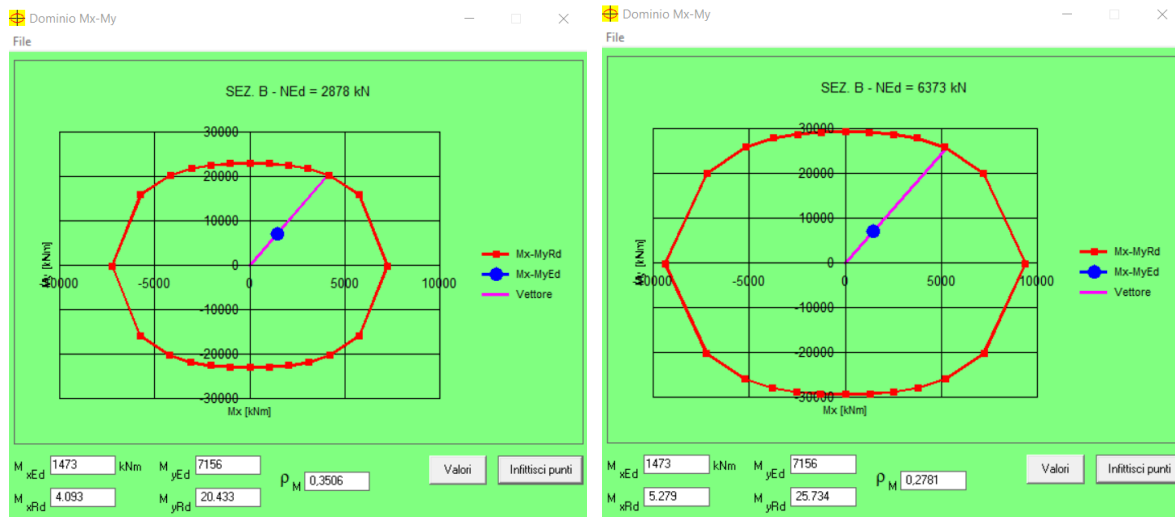 Dominio Mx-My
File
SEZ. B - NEd = 2878 kN
30000
20000
10000
0
-10000
-20000
-30000
-5000
0
5000
10000
My [kNm]
Mx [kNm]
Mx-MyRd
Mx-MyEd
Vettore
M xEd 1473 kNm M yEd 7156
M xRd 4.093 M yRd 20.433
ρ M 0,3506
Valori
Infittisci punti
Dominio Mx-My
File
SEZ. B - NEd = 6373 kN
30000
20000
10000
0
-10000
-20000
-30000
-5000
0
5000
10000
My [kNm]
Mx [kNm]
Mx-MyRd
Mx-MyEd
Vettore
M xEd 1473 kNm M yEd 7156
M xRd 5.279 M yRd 25.734
ρ M 0,2781
Valori
Infittisci punti